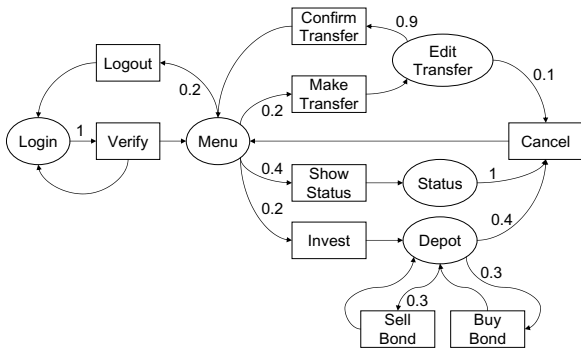 Confirm
Transfer
0.9
Edit
Transfer
Logout
0.2
Make
Transfer
0.2
0.1
Login
1
Verify
Menu
Cancel
0.4
Show
Status
Status
1
0.2
Invest
Depot
0.4
0.3
0.3
Sell
Bond
Buy
Bond